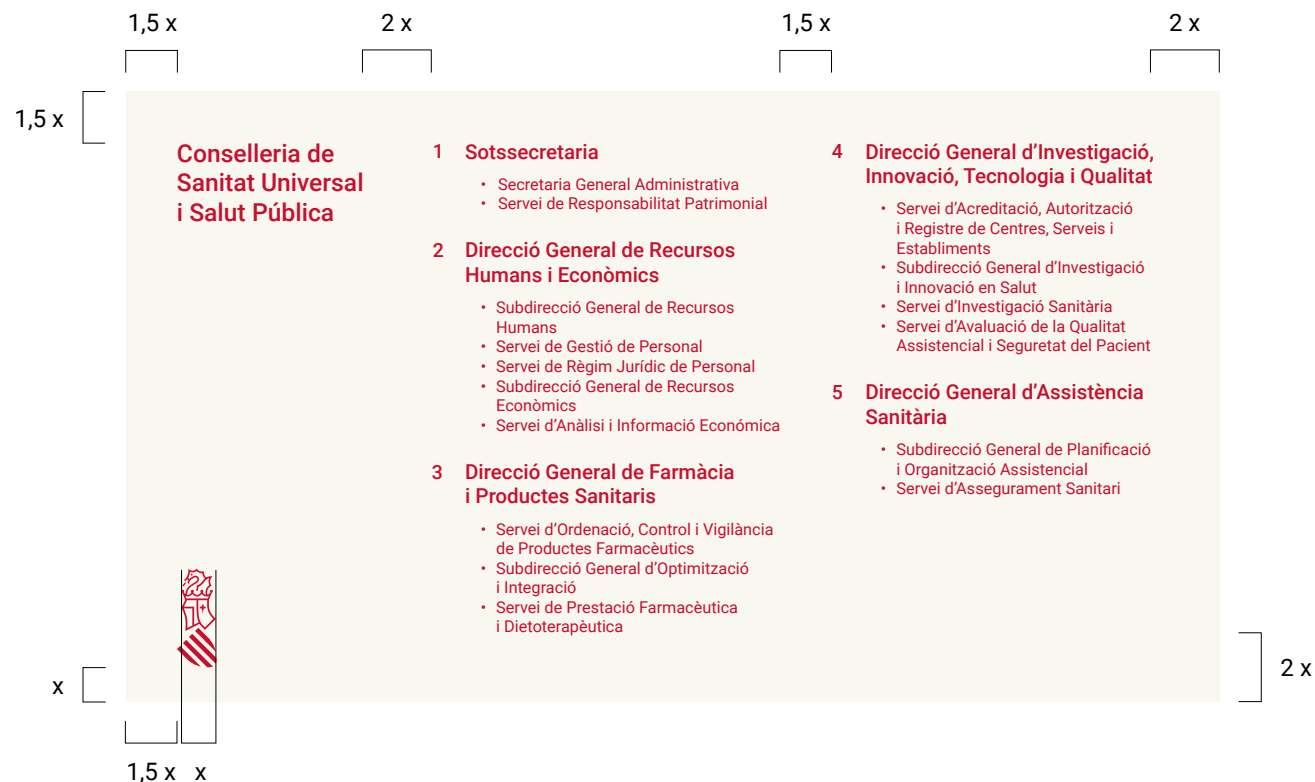 1,5 x
2 x
1,5 x
2 x
1,5 x
Conselleria de
Sanitat Universal
i Salut Pública
1 Sotssecretaria
• Secretaria General Administrativa
• Servei de Responsabilitat Patrimonial
2 Direcció General de Recursos
Humans i Econòmics
• Subdirecció General de Recursos
Humans
• Servei de Gestió de Personal
• Servei de Règim Jurídic de Personal
• Subdirecció General de Recursos
Econòmics
• Servei d’Anàlisi i Informació Económica
3 Direcció General de Farmàcia
i Productes Sanitaris
• Servei d’Ordenació, Control i Vigilància
de Productes Farmacèutics
• Subdirecció General d’Optimització
i Integració
• Servei de Prestació Farmacèutica
i Dietoterapèutica
4 Direcció General d’Investigació,
Innovació, Tecnologia i Qualitat
• Servei d’Acreditació, Autorització
i Registre de Centres, Serveis i
Establiments
• Subdirecció General d’Investigació
i Innovació en Salut
• Servei d’Investigació Sanitària
• Servei d’Avaluació de la Qualitat
Assistencial i Seguretat del Pacient
5 Direcció General d’Assistència
Sanitària
• Subdirecció General de Planificació
i Organització Assistencial
• Servei d’Assegurament Sanitari
x
2 x
1,5 x
x